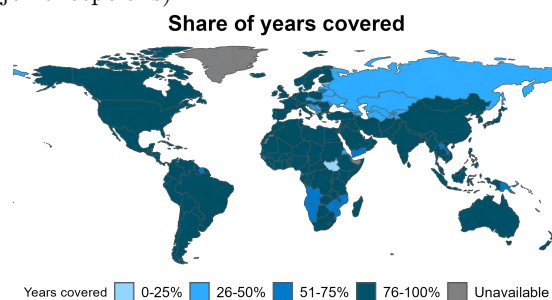 Share of years covered
Years covered 0-25% 26-50% 51-75% 76-100% Unavailable